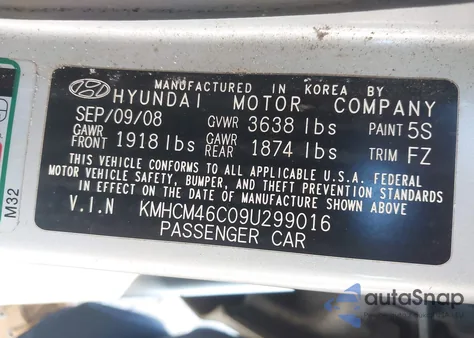 MANUFACTURED IN KOREA BY
HYUNDAI MOTOR COMPANY
SEP/09/08 GVWR 3638 lbs PAINT 5S
GAWR FRONT 1918 lbs GAWR REAR 1874 lbs TRIM FZ
THIS VEHICLE CONFORMS TO ALL APPLICABLE U.S.A. FEDERAL
MOTOR VEHICLE SAFETY, BUMPER, AND THEFT PREVENTION STANDARDS
IN EFFECT ON THE DATE OF MANUFACTURE SHOWN ABOVE
V.I.N KMHCM46C09U299016
PASSENGER CAR
M32
autoSnap